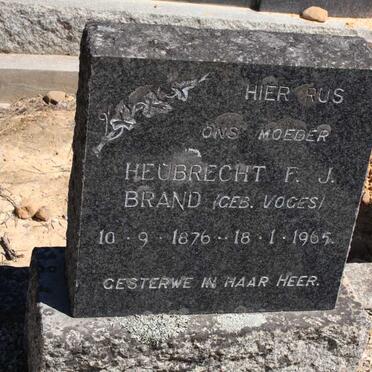 HIER RUS
ONS MOEDER
HEUBRECHT F. J.
BRAND (GEB. VOGES)
10 · 9 · 1876 ·· 18 · 1 · 1965.
GESTERWE IN HAAR HEER.